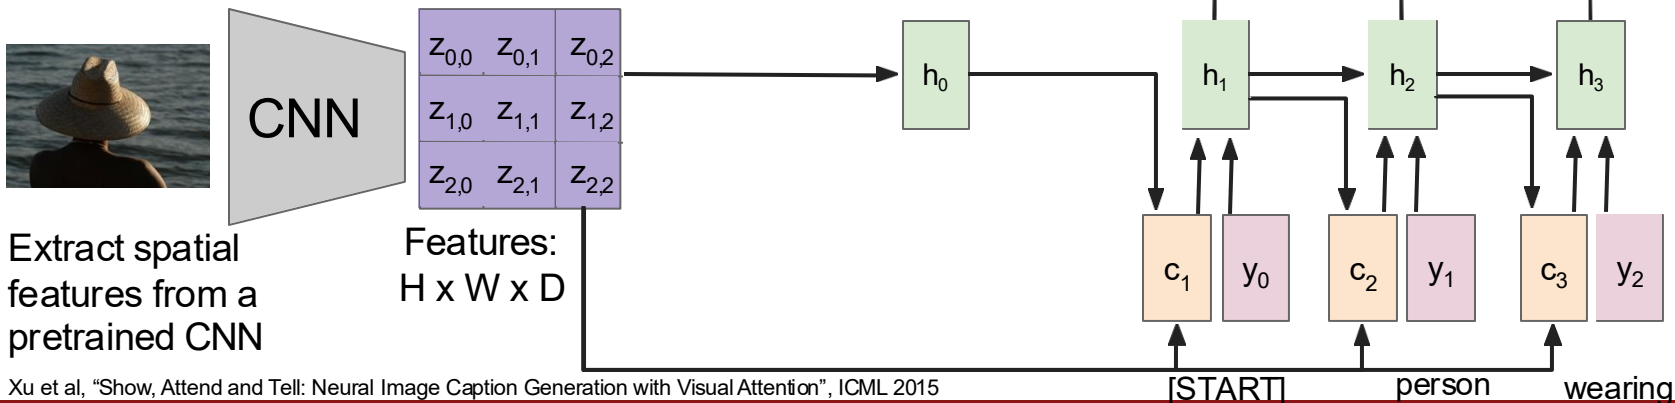 CNN
z0,0 z0,1 z0,2
z1,0 z1,1 z1,2
z2,0 z2,1 z2,2
h0
h1
h2
h3
Extract spatial
features from a
pretrained CNN
Features:
H x W x D
c1
y0
c2
y1
c3
y2
[START]
person
wearing
Xu et al, “Show, Attend and Tell: Neural Image Caption Generation with Visual Attention”, ICML 2015